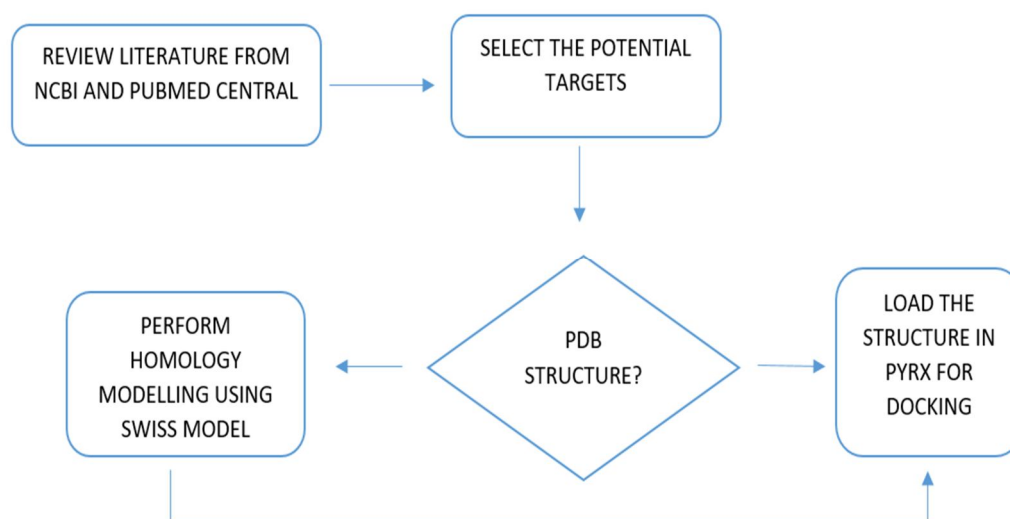 REVIEW LITERATURE FROM
NCBI AND PUBMED CENTRAL
SELECT THE POTENTIAL
TARGETS
PDB
STRUCTURE?
PERFORM
HOMOLOGY
MODELLING USING
SWISS MODEL
LOAD THE
STRUCTURE IN
PYRX FOR
DOCKING